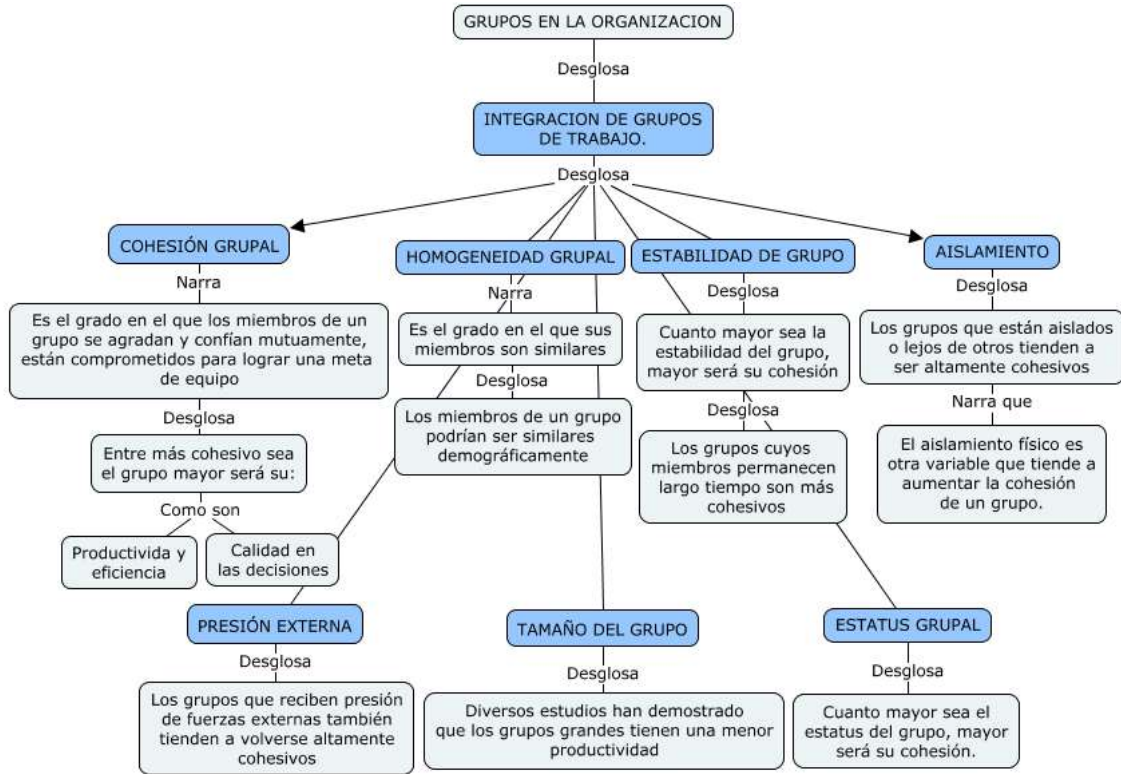 GRUPOS EN LA ORGANIZACION
Desglosa
INTEGRACION DE GRUPOS
DE TRABAJO.
Desglosa
COHESIÓN GRUPAL
Narra
Es el grado en el que los miembros de un
grupo se agradan y confían mutuamente,
están comprometidos para lograr una meta
de equipo
Desglosa
Entre más cohesivo sea
el grupo mayor será su:
Como son
Productivida y
eficiencia
Calidad en
las decisiones
HOMOGENEIDAD GRUPAL
Narra
Es el grado en el que sus
miembros son similares
Desglosa
Los miembros de un grupo
podrían ser similares
demográficamente
ESTABILIDAD DE GRUPO
Desglosa
Cuanto mayor sea la
estabilidad del grupo,
mayor será su cohesión
Desglosa
Los grupos cuyos
miembros permanecen
largo tiempo son más
cohesivos
AISLAMIENTO
Desglosa
Los grupos que están aislados
o lejos de otros tienden a
ser altamente cohesivos
Narra que
El aislamiento físico es
otra variable que tiende a
aumentar la cohesión
de un grupo.
PRESIÓN EXTERNA
Desglosa
Los grupos que reciben presión
de fuerzas externas también
tienden a volverse altamente
cohesivos
TAMAÑO DEL GRUPO
Desglosa
Diversos estudios han demostrado
que los grupos grandes tienen una menor
productividad
ESTATUS GRUPAL
Desglosa
Cuanto mayor sea el
estatus del grupo, mayor
será su cohesión.